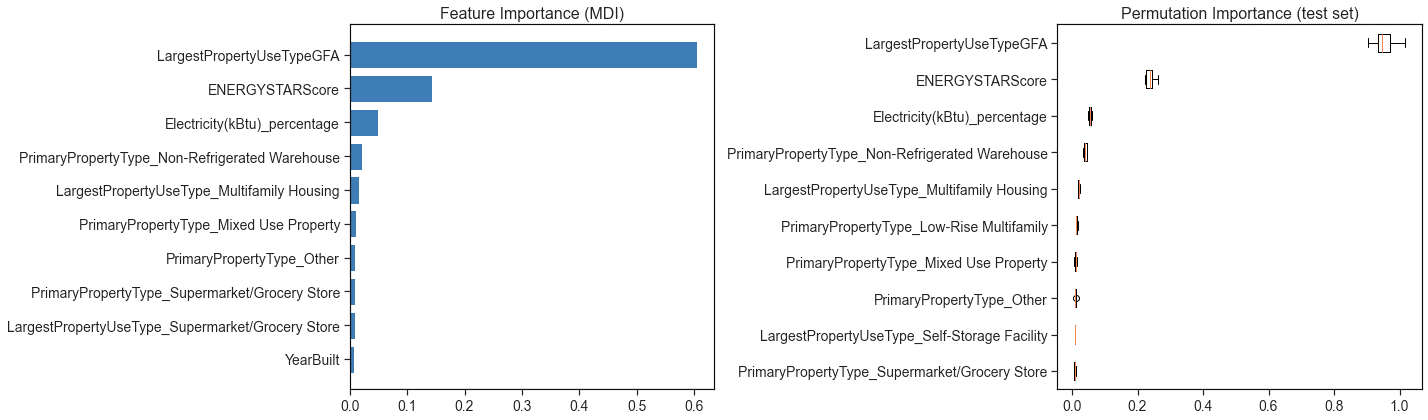 Feature Importance (MDI)
LargestPropertyUseTypeGFA
ENERGYSTARScore
Electricity(kBtu)_percentage
PrimaryPropertyType_Non-Refrigerated Warehouse
LargestPropertyUseType_Multifamily Housing
PrimaryPropertyType_Mixed Use Property
PrimaryPropertyType_Other
PrimaryPropertyType_Supermarket/Grocery Store
LargestPropertyUseType_Supermarket/Grocery Store
YearBuilt
0.0 0.1 0.2 0.3 0.4 0.5 0.6
Permutation Importance (test set)
LargestPropertyUseTypeGFA
ENERGYSTARScore
Electricity(kBtu)_percentage
PrimaryPropertyType_Non-Refrigerated Warehouse
LargestPropertyUseType_Multifamily Housing
PrimaryPropertyType_Low-Rise Multifamily
PrimaryPropertyType_Mixed Use Property
PrimaryPropertyType_Other
LargestPropertyUseType_Self-Storage Facility
PrimaryPropertyType_Supermarket/Grocery Store
0.0 0.2 0.4 0.6 0.8 1.0